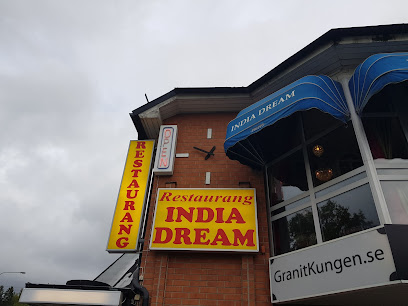 RESTAURANG
Restaurang
INDIA
DREAM
INDIA DREAM
GranitKungen.se